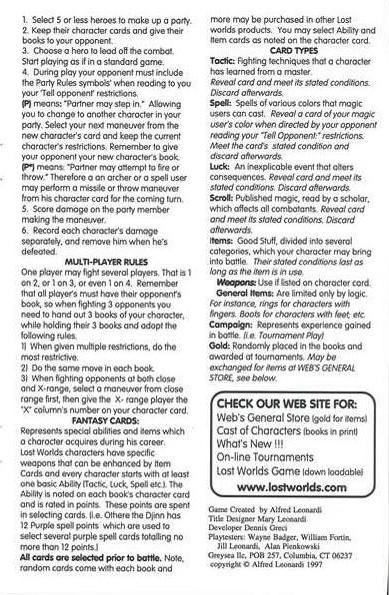 1. Select 5 or less heroes to make up a party.
2. Keep their character cards and give their
books to your opponent.
3. Choose a hero to lead off the combat.
Start playing as if in a standard game.
4. During play your opponent must include
the Party Rules symbols' when reading to you
your 'Tell opponent' restrictions.
(P) means: "Partner may step in." Allowing
you to change to another character in your
party. Select your next maneuver from the
new character's card and keep the current
character's restrictions. Remember to give
your opponent your new character's book.
(P*) means: "Partner may attempt to fire or
throw." Therefore a an archer or a spell user
may perform a missile or throw maneuver
from his character card for the coming turn.
5. Score damage on the party member
making the maneuver.
6. Record each character's damage
separately, and remove him when he's
defeated.
MULTI-PLAYER RULES
One player may fight several players. That is 1
on 2, or 1 on 3, or even 1 on 4. Remember
that all player's must have their opponent's
book, so when fighting 3 opponents you
need to hand out 3 books of your character,
while holding their 3 books and adopt the
following rules.
1) When given multiple restrictions, do the
most restrictive.
2) Do the same move in each book.
3) When fighting opponents at both close
and X-range, select a maneuver from close
range first, then give the X- range player the
"X" column's number on your character card.
FANTASY CARDS:
Represents special abilities and items which
a character acquires during his career.
Lost Worlds characters have specific
weapons that can be enhanced by Item
Cards and every character starts with at least
one basic Ability (Tactic, Luck, Spell etc.). The
Ability is noted on each book's character card
and is rated in points. These points are spent
in selecting cards. (i.e. Othere the Djinn has
12 Purple spell points which are used to
select several purple spell cards totalling no
more than 12 points.)
All cards are selected prior to battle. Note,
random cards come with each book and
more may be purchased in other Lost
worlds products. You may select Ability and
Item cards as noted on the character card.
CARD TYPES
Tactic: Fighting techniques that a character
has learned from a master.
Reveal card and meet its stated conditions.
Discard afterwards.
Spell: Spells of various colors that magic
users can cast. Reveal a card of your magic
user's color when directed by your opponent
reading your "Tell Opponent:" restrictions.
Meet the card's stated condition and
discard afterwards.
Luck: An inexplicable event that alters
consequences. Reveal card and meet its
stated conditions. Discard afterwards.
Scroll: Published magic, read by a scholar,
which affects all combatants. Reveal card
and meet its stated conditions. Discard
afterwards.
Items: Good Stuff, divided into several
categories, which your character may bring
into battle. Their stated conditions last as
long as the item is in use.
Weapons: Use if listed on character card.
General Items: Are limited only by logic.
For instance, rings for characters with
fingers. Boots for characters with feet, etc.
Campaign: Represents experience gained
in battle. (i.e. Tournament Play)
Gold: Randomly placed in the books and
awarded at tournaments. May be
exchanged for items at WEB'S GENERAL
STORE, see below.
CHECK OUR WEB SITE FOR:
Web's General Store (gold for items)
Cast of Characters (books in print)
What's New !!!
On-line Tournaments
Lost Worlds Game (down loadable)
www.lostworlds.com
Game Created by Alfred Leonardi
Title Designer Mary Leonardi
Developer Dennis Greci
Playtesters: Wayne Badger, William Fortin,
Jill Leonardi, Alan Pienkowski
Greysea llc, POB 257, Columbia, CT 06237
copyright © Alfred Leonardi 1997